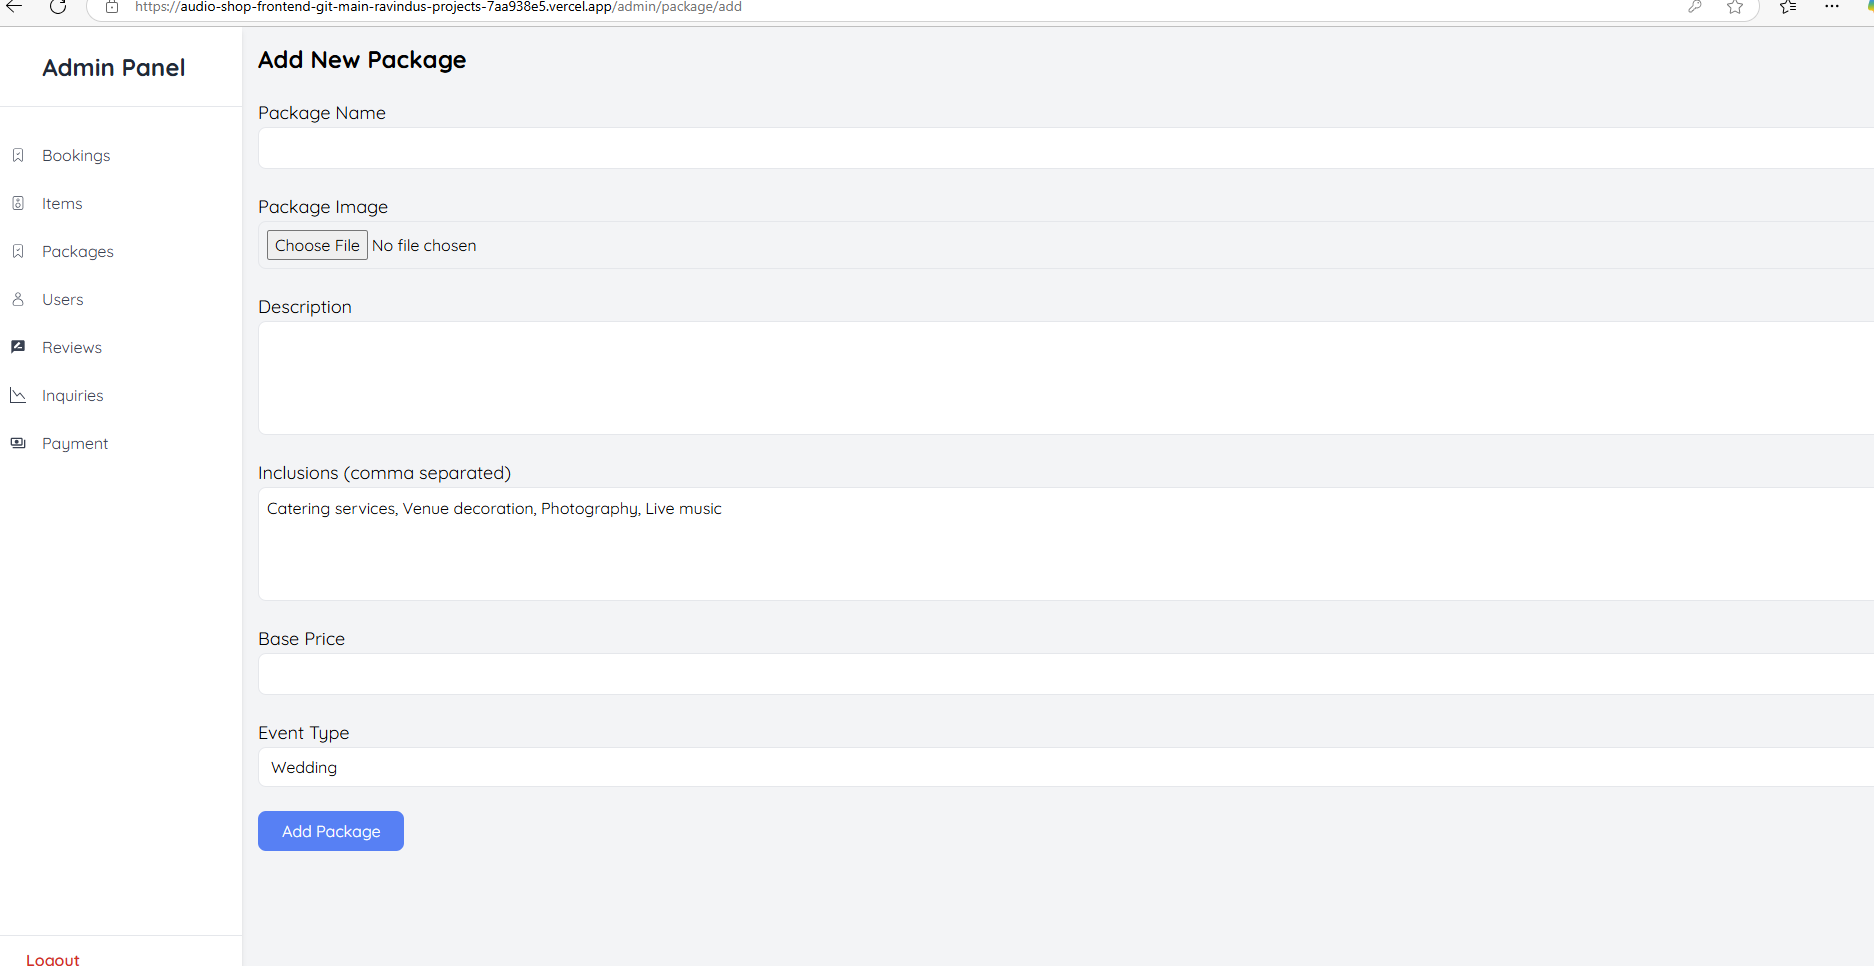 https://audio-shop-frontend-git-main-ravindus-projects-7aa938e5.vercel.app/admin/package/add
Admin Panel
Bookings
Items
Packages
Users
Reviews
Inquiries
Payment
Logout
Add New Package
Package Name
Package Image
Choose File No file chosen
Description
Inclusions (comma separated)
Catering services, Venue decoration, Photography, Live music
Base Price
Event Type
Wedding
Add Package